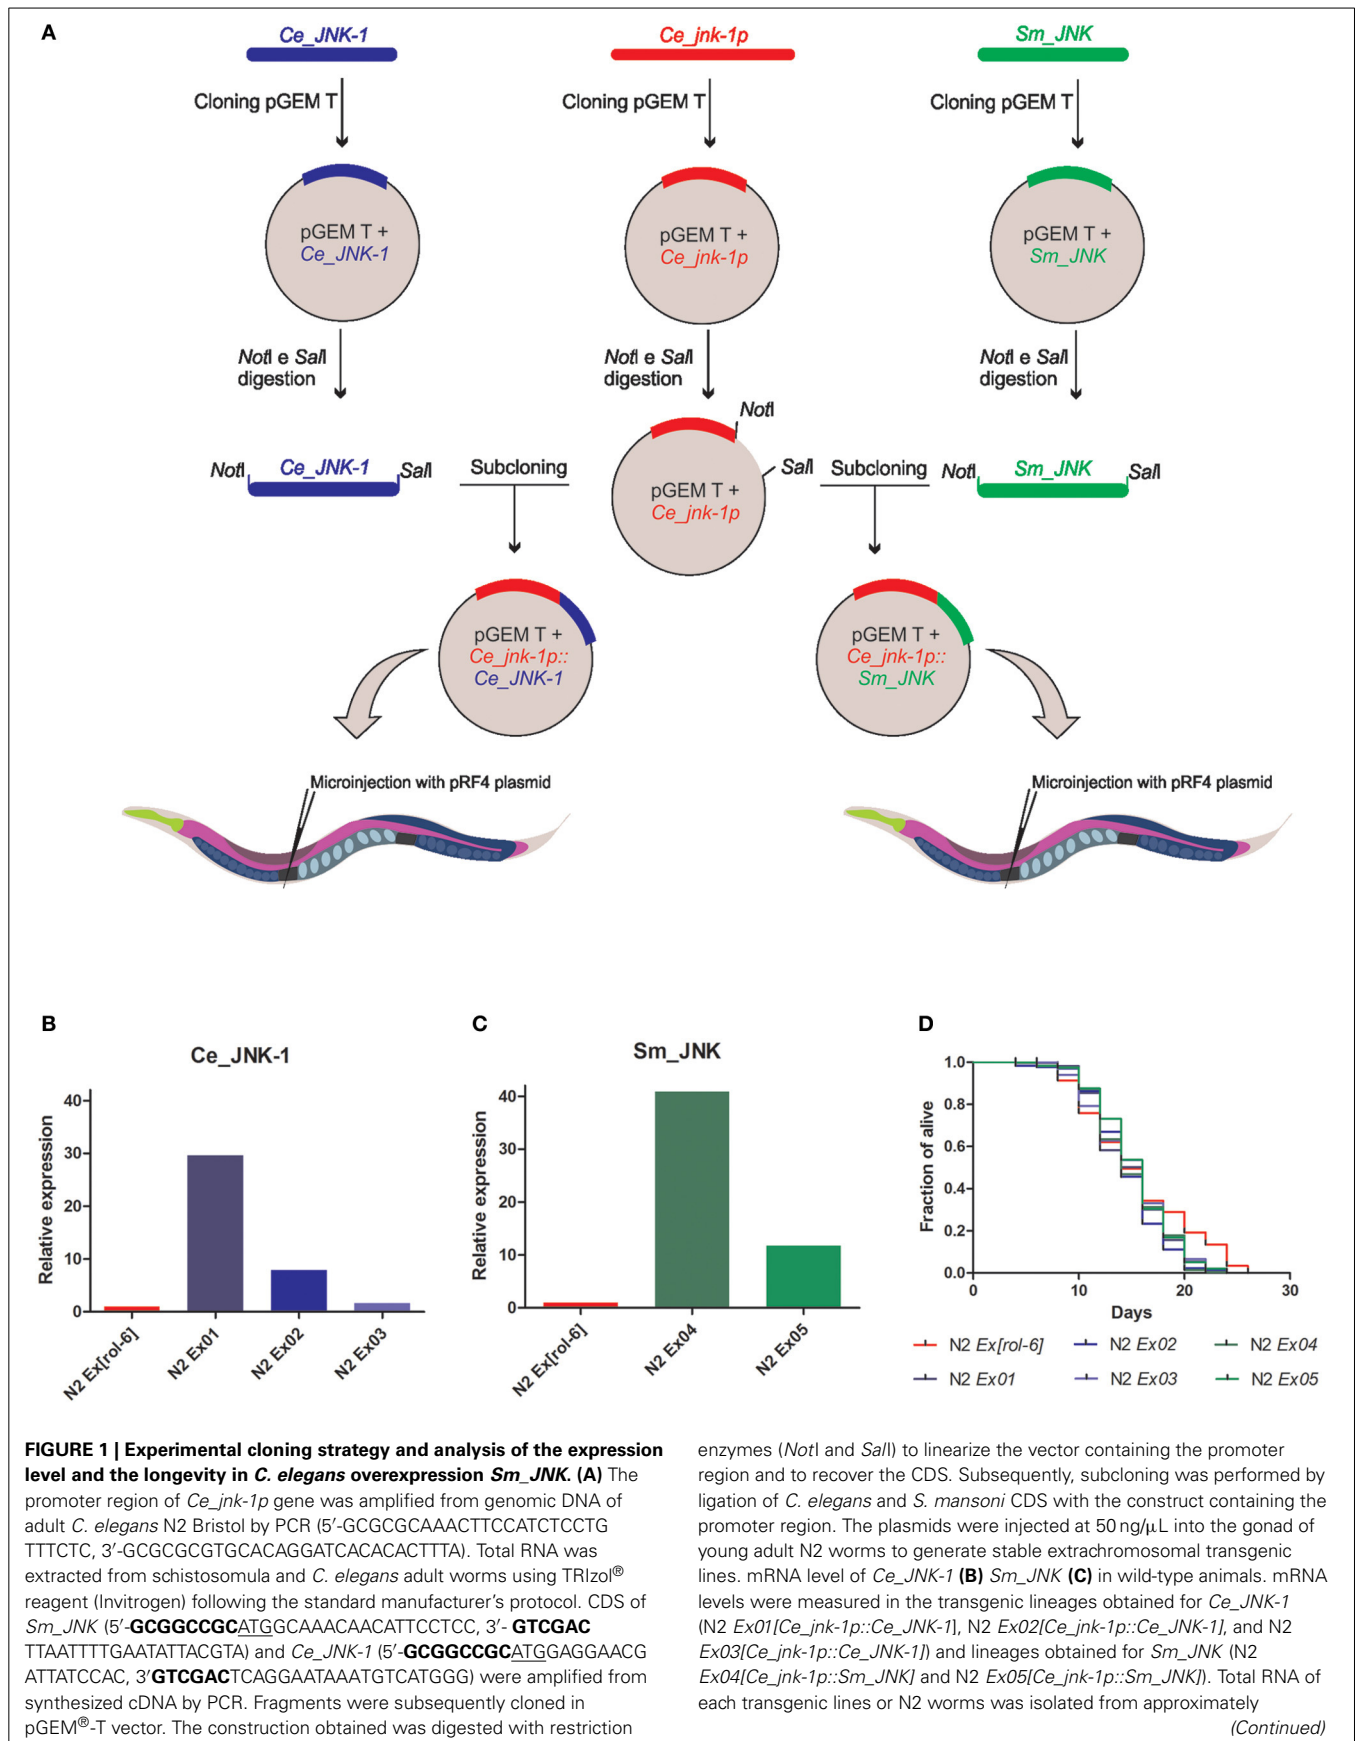 A
Ce_JNK-1
Ce_jnk-1p
Sm_JNK
Cloning pGEM T
Cloning pGEM T
Cloning pGEM T
pGEM T +
Ce_JNK-1
pGEM T +
Ce_jnk-1p
pGEM T +
Sm_JNK
NotI e SalI
digestion
NotI e SalI
digestion
NotI e SalI
digestion
NotI
Ce_JNK-1
SalI
Subcloning
NotI
SalI
pGEM T +
Ce_jnk-1p
Subcloning
NotI
Sm_JNK
SalI
pGEM T +
Ce_jnk-1p::
Ce_JNK-1
pGEM T +
Ce_jnk-1p::
Sm_JNK
Microinjection with pRF4 plasmid
Microinjection with pRF4 plasmid
B
Ce_JNK-1
Relative expression
40
30
20
10
0
N2 Ex[rol-6]
N2 Ex01
N2 Ex02
N2 Ex03
C
Sm_JNK
Relative expression
40
30
20
10
0
N2 Ex[rol-6]
N2 Ex04
N2 Ex05
D
Fraction of alive
1.0
0.8
0.6
0.4
0.2
0.0
0
10
20
30
Days
N2 Ex[rol-6]
N2 Ex02
N2 Ex04
N2 Ex01
N2 Ex03
N2 Ex05
FIGURE 1 | Experimental cloning strategy and analysis of the expression
level and the longevity in C. elegans overexpression Sm_JNK. (A) The
promoter region of Ce_jnk-1p gene was amplified from genomic DNA of
adult C. elegans N2 Bristol by PCR (5′-GCGCGCAAACTTCCATCTCCTG
TTTCTC, 3′-GCGCGCGTGCACAGGATCACACACTTTA). Total RNA was
extracted from schistosomula and C. elegans adult worms using TRIzol®
reagent (Invitrogen) following the standard manufacturer's protocol. CDS of
Sm_JNK (5′-GCGGCCGCATGGCAAACAACATTCCTCC, 3′- GTCGAC
TTAATTTTGAATATTACGTA) and Ce_JNK-1 (5′-GCGGCCGCATGGAGGAACG
ATTATCCAC, 3′GTCGACTCAGGAATAAATGTCATGGG) were amplified from
synthesized cDNA by PCR. Fragments were subsequently cloned in
pGEM®-T vector. The construction obtained was digested with restriction
enzymes (NotI and SalI) to linearize the vector containing the promoter
region and to recover the CDS. Subsequently, subcloning was performed by
ligation of C. elegans and S. mansoni CDS with the construct containing the
promoter region. The plasmids were injected at 50 ng/μL into the gonad of
young adult N2 worms to generate stable extrachromosomal transgenic
lines. mRNA level of Ce_JNK-1 (B) Sm_JNK (C) in wild-type animals. mRNA
levels were measured in the transgenic lineages obtained for Ce_JNK-1
(N2 Ex01[Ce_jnk-1p::Ce_JNK-1], N2 Ex02[Ce_jnk-1p::Ce_JNK-1], and N2
Ex03[Ce_jnk-1p::Ce_JNK-1]) and lineages obtained for Sm_JNK (N2
Ex04[Ce_jnk-1p::Sm_JNK] and N2 Ex05[Ce_jnk-1p::Sm_JNK]). Total RNA of
each transgenic lines or N2 worms was isolated from approximately
(Continued)